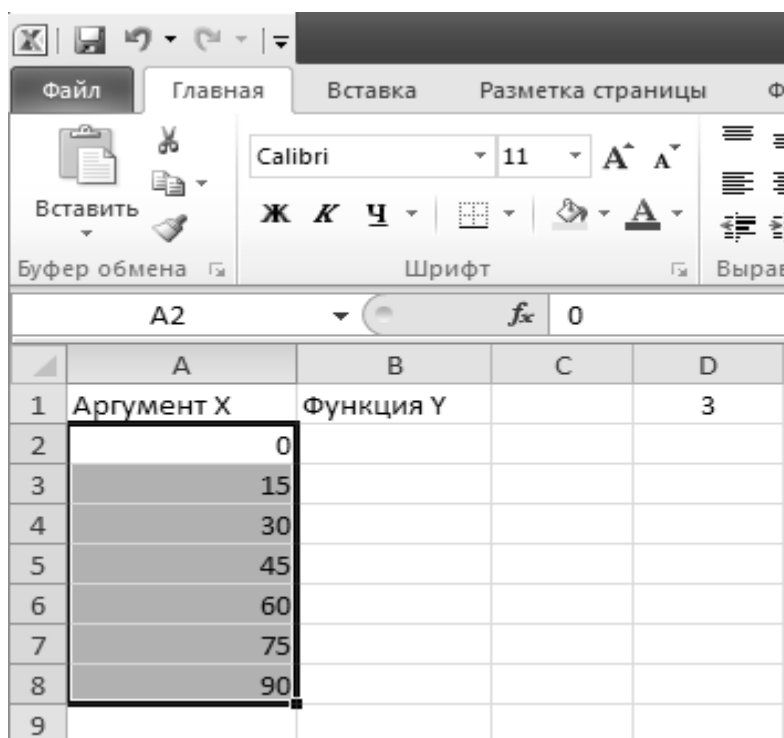 Файл Главная Вставка Разметка страницы Ф
Calibri 11 А А
Вставить Ж К Ч А
Буфер обмена Шрифт Вырав
A2 fx 0
A B C D
1 Аргумент X Функция Y 3
2 0
3 15
4 30
5 45
6 60
7 75
8 90
9